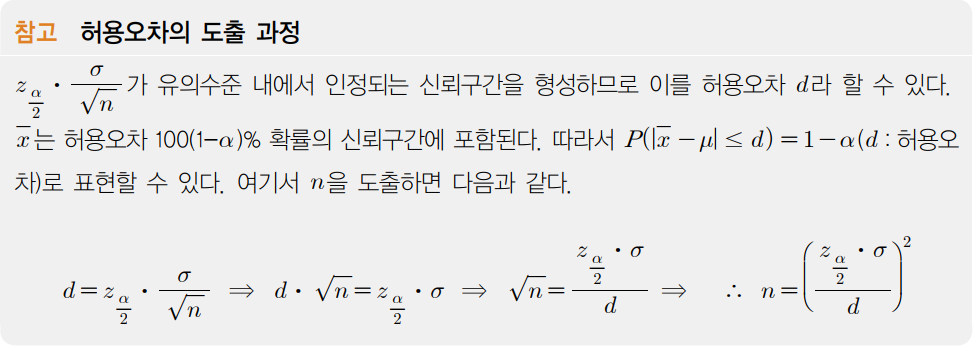 참고 허용오차의 도출 과정
$z_{\frac{\alpha}{2}} \cdot \frac{\sigma}{\sqrt{n}}$가 유의수준 내에서 인정되는 신뢰구간을 형성하므로 이를 허용오차 $d$라 할 수 있다.
$\overline{x}$는 허용오차 100(1−$\alpha$)% 확률의 신뢰구간에 포함된다. 따라서 $P(|\overline{x}-\mu| \leq d)=1-\alpha(d:$허용오
차)로 표현할 수 있다. 여기서 $n$을 도출하면 다음과 같다.
$d=z_{\frac{\alpha}{2}} \cdot \frac{\sigma}{\sqrt{n}} \Rightarrow d \cdot \sqrt{n}=z_{\frac{\alpha}{2}} \cdot \sigma \Rightarrow \sqrt{n}=\frac{z_{\frac{\alpha}{2}} \cdot \sigma}{d} \Rightarrow \therefore n=\left(\frac{z_{\frac{\alpha}{2}} \cdot \sigma}{d}\right)^2$